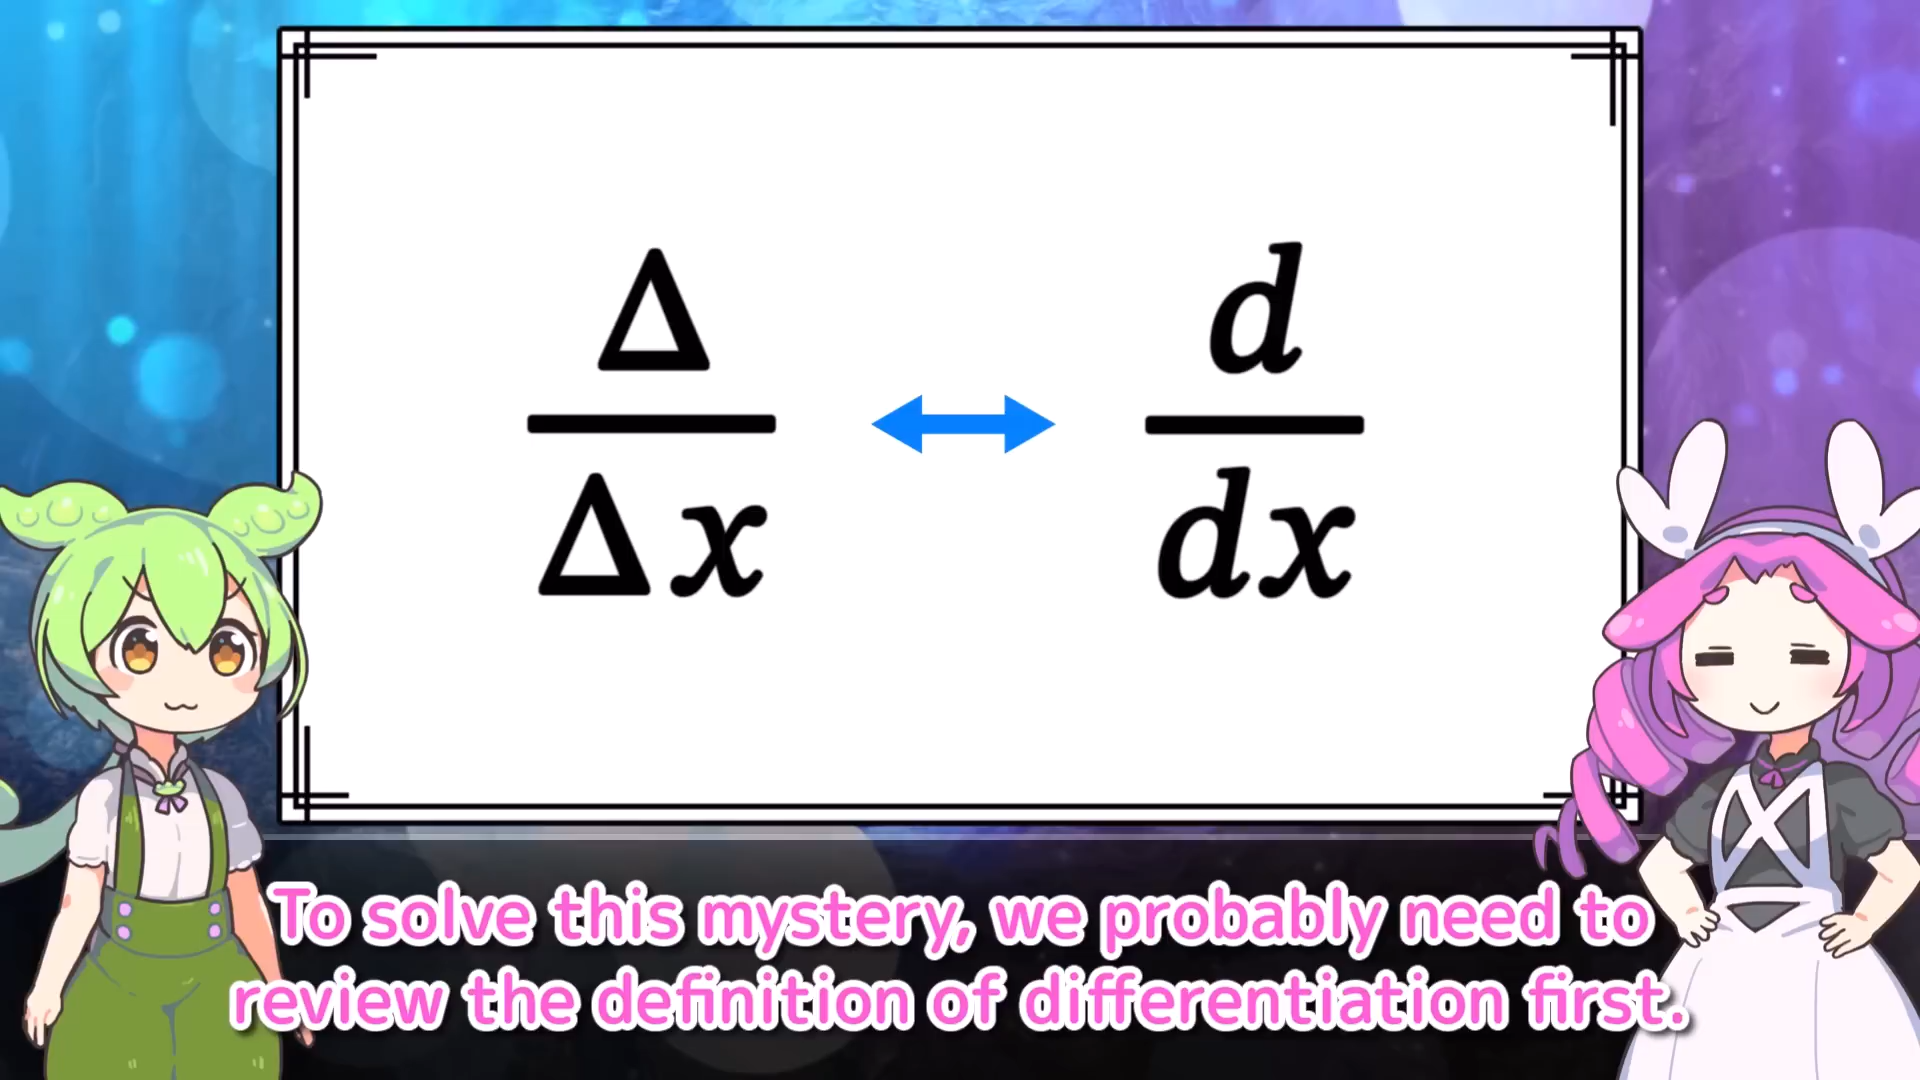 Δ d
Δx dx
To solve this mystery, we probably need to
review the definition of differentiation first.